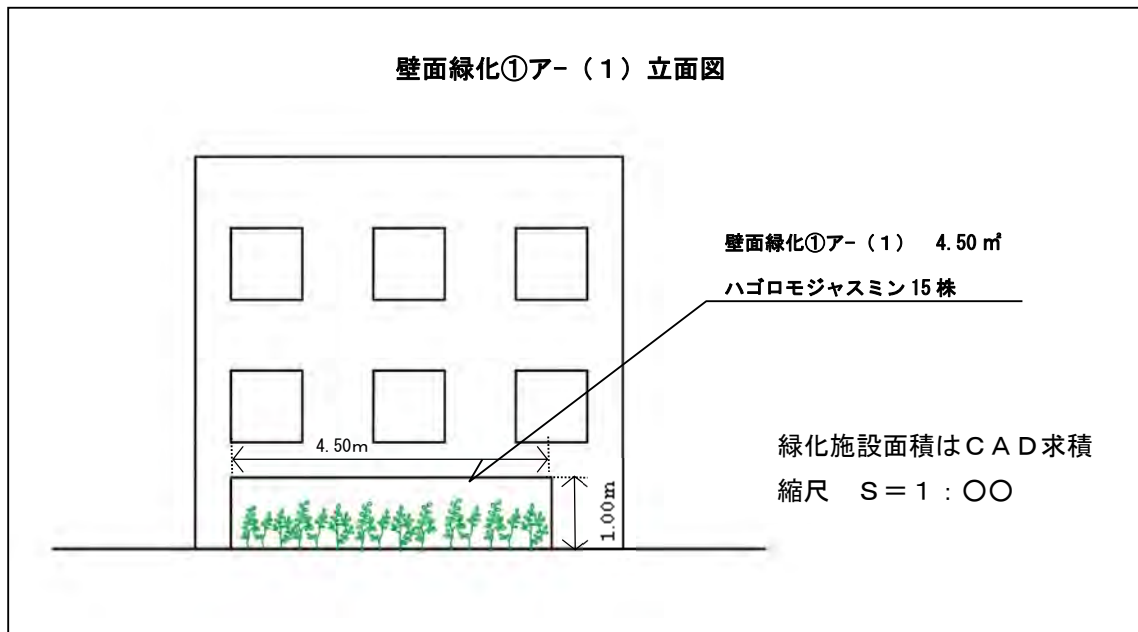 壁面緑化①ア-（１）立面図
壁面緑化①ア-（１） 4.50㎡
ハゴロモジャスミン15株
4.50m
1.00m
緑化施設面積はＣＡＤ求積
縮尺 Ｓ＝１：〇〇